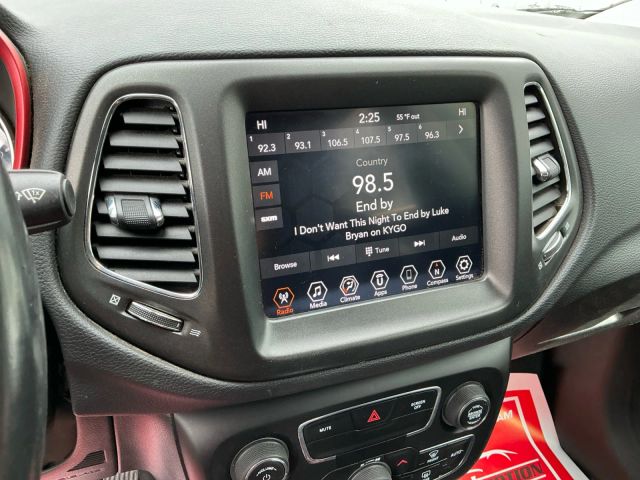 HI 2:25 55 °F out HI
1 92.3 2 93.1 3 106.5 4 107.5 5 97.5 6 96.3
AM
FM
SXM
Country
98.5
End by
I Don't Want This Night To End by Luke
Bryan on KYGO
Browse Tune Audio
Radio Media Climate Apps Phone Compass Settings
N
MUTE
SCREEN OFF
VOLUME
AUTO